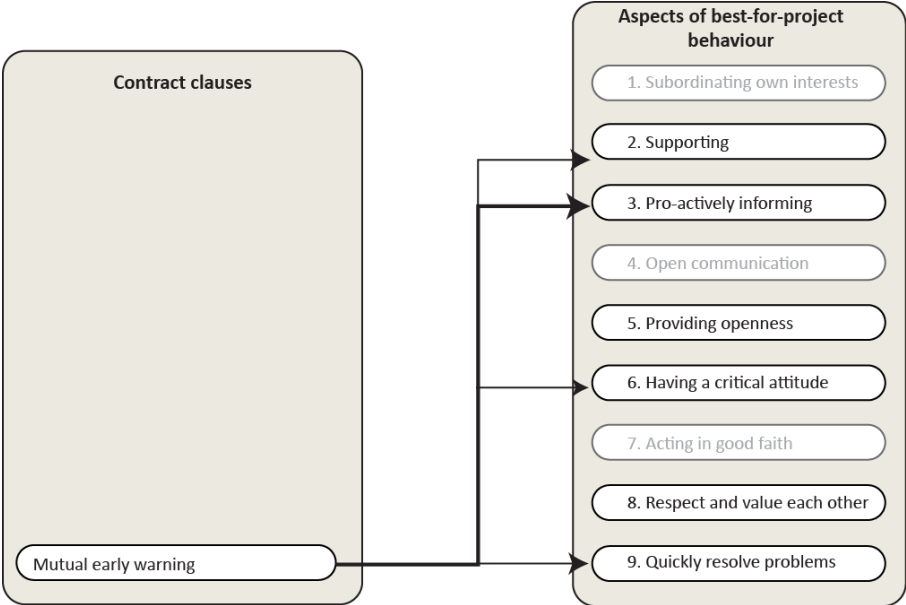 Contract clauses
Mutual early warning
Aspects of best-for-project
behaviour
1. Subordinating own interests
2. Supporting
3. Pro-actively informing
4. Open communication
5. Providing openness
6. Having a critical attitude
7. Acting in good faith
8. Respect and value each other
9. Quickly resolve problems